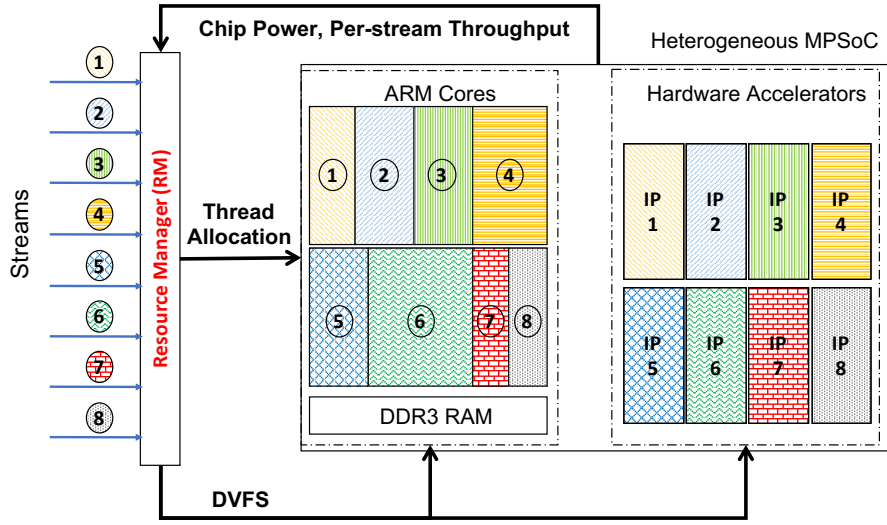 Chip Power, Per-stream Throughput
Heterogeneous MPSoC
Streams
1
2
3
4
5
6
7
8
Resource Manager (RM)
Thread
Allocation
ARM Cores
1
2
3
4
5
6
7
8
DDR3 RAM
Hardware Accelerators
IP
1
IP
2
IP
3
IP
4
IP
5
IP
6
IP
7
IP
8
DVFS